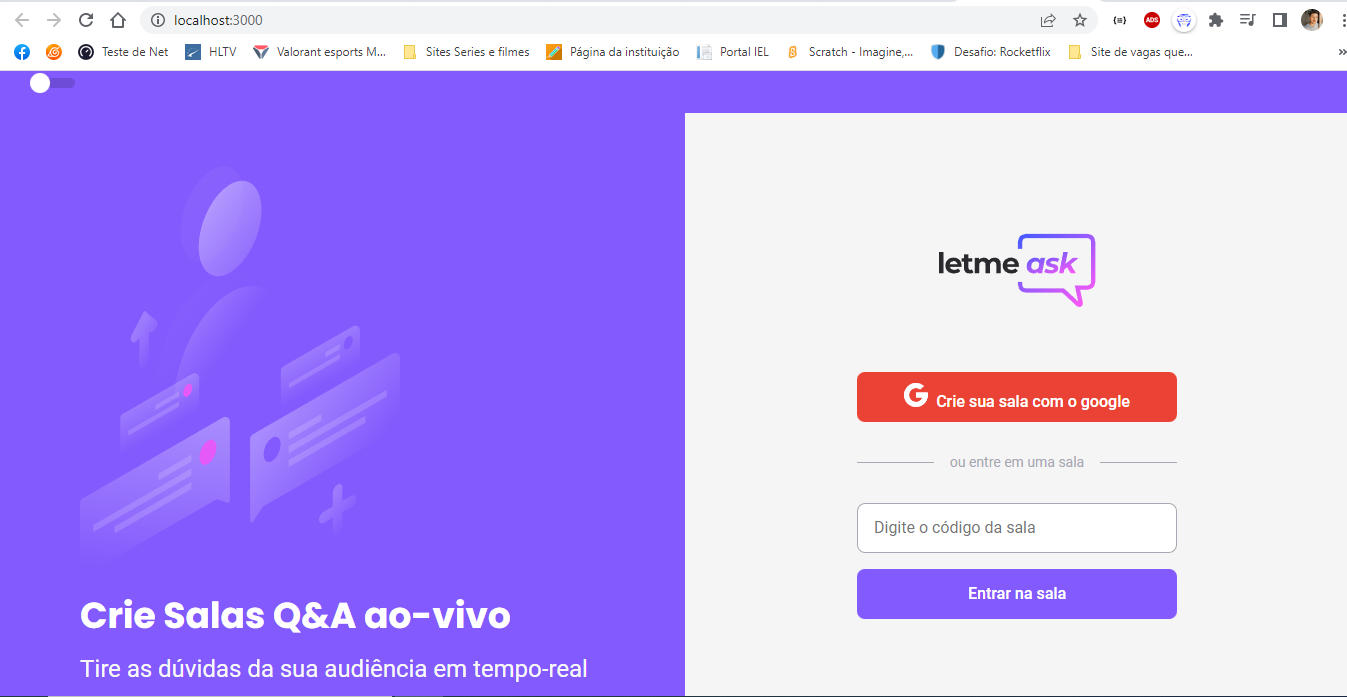 localhost:3000
ADS
Teste de Net
HLTV
Valorant esports M...
Sites Series e filmes
Página da instituição
Portal IEL
Scratch - Imagine,...
Desafio: Rocketflix
Site de vagas que...
»
Crie Salas Q&A ao-vivo
Tire as dúvidas da sua audiência em tempo-real
letme ask
G Crie sua sala com o google
ou entre em uma sala
Digite o código da sala
Entrar na sala